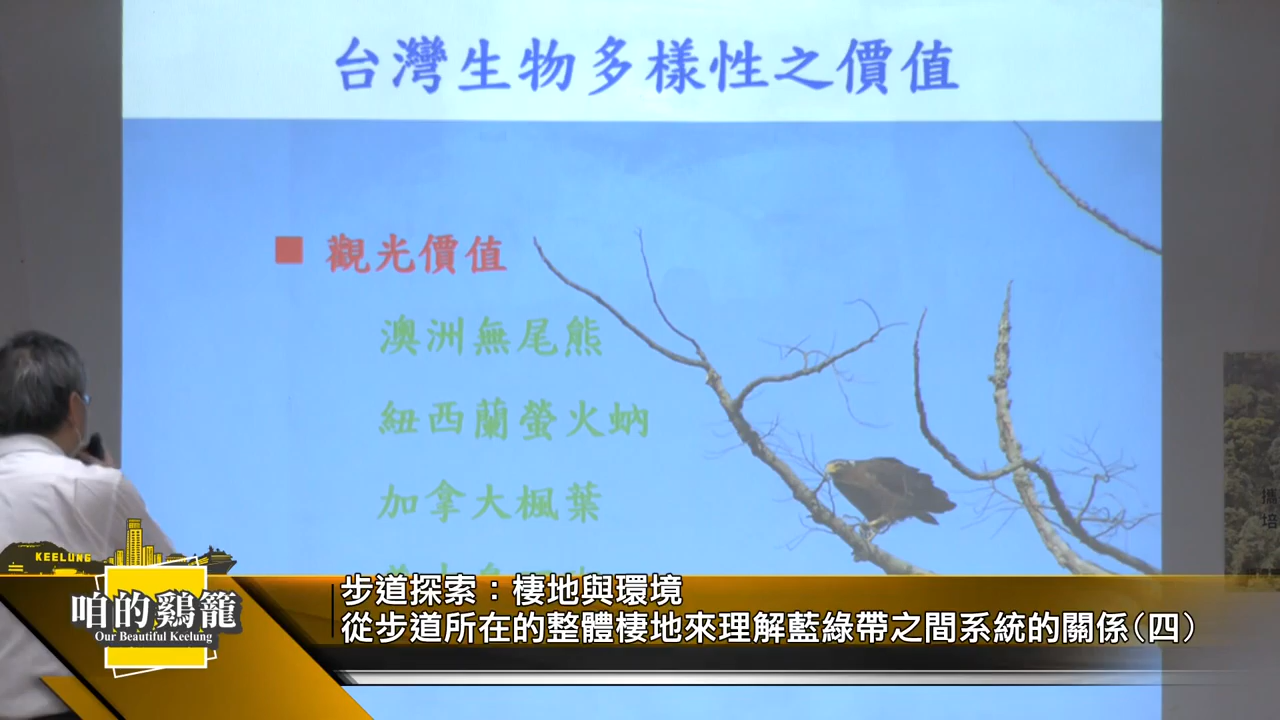 台灣生物多樣性之價值
觀光價值
澳洲無尾熊
紐西蘭螢火蚋
加拿大楓葉
KEELUNG
咱的鷄籠
Our Beautiful Keelung
步道探索：棲地與環境
從步道所在的整體棲地來理解藍綠帶之間系統的關係(四)